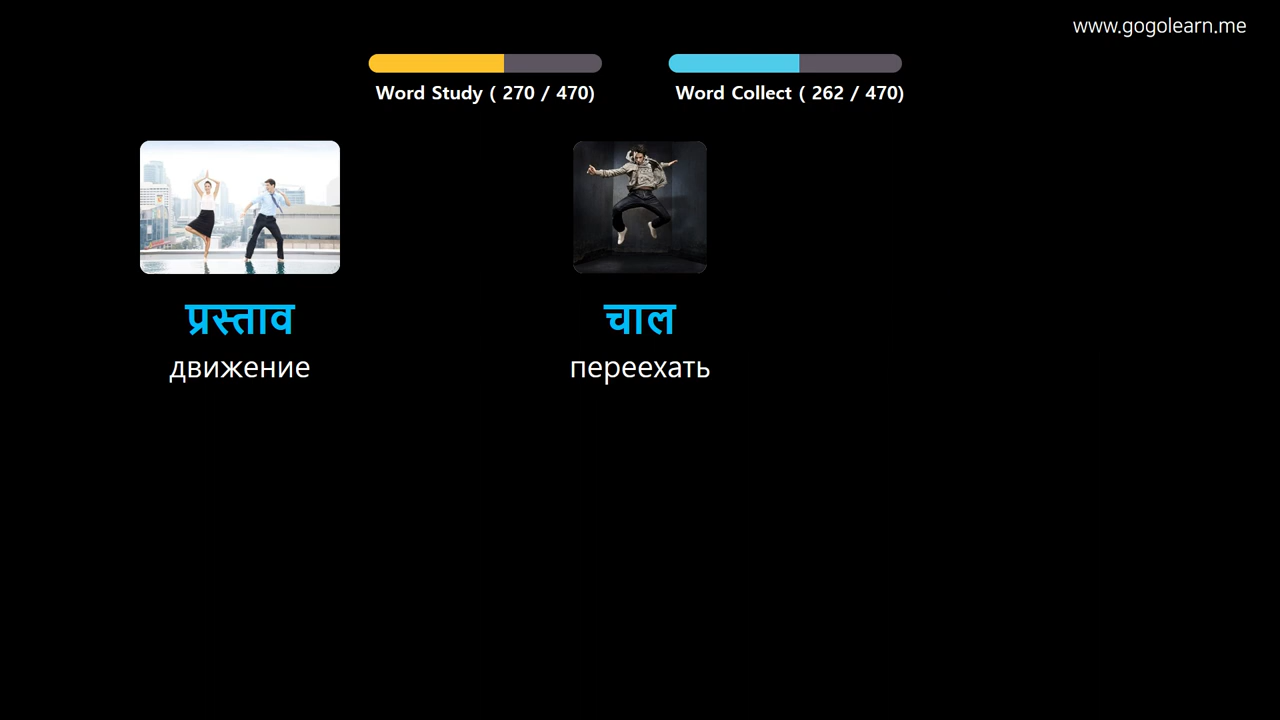 www.gogolearn.me
Word Study ( 270 / 470)
Word Collect ( 262 / 470)
प्रस्ताव
движение
चाल
переехать